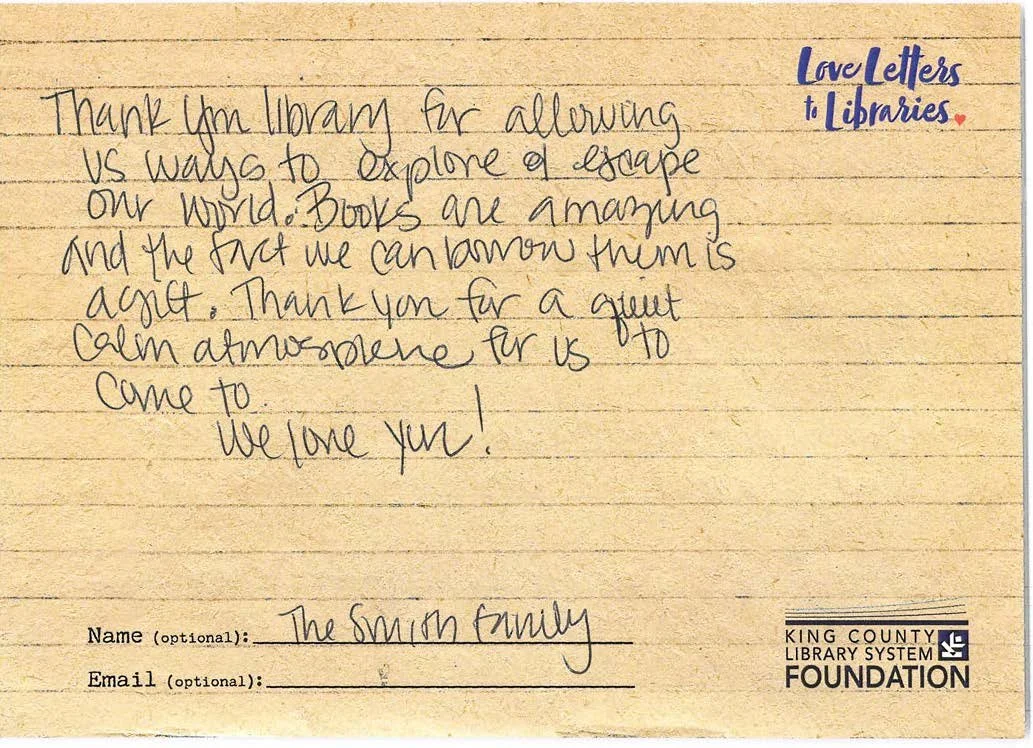 Love Letters
to Libraries
Thank you library for allowing
us ways to explore & escape
our world. Books are amazing
and the fact we can borrow them is
a gift. Thank you for a quiet
calm atmosphere for us to
come to.
We love you!
Name (optional): The Smith Family
Email (optional):
KING COUNTY
LIBRARY SYSTEM
FOUNDATION